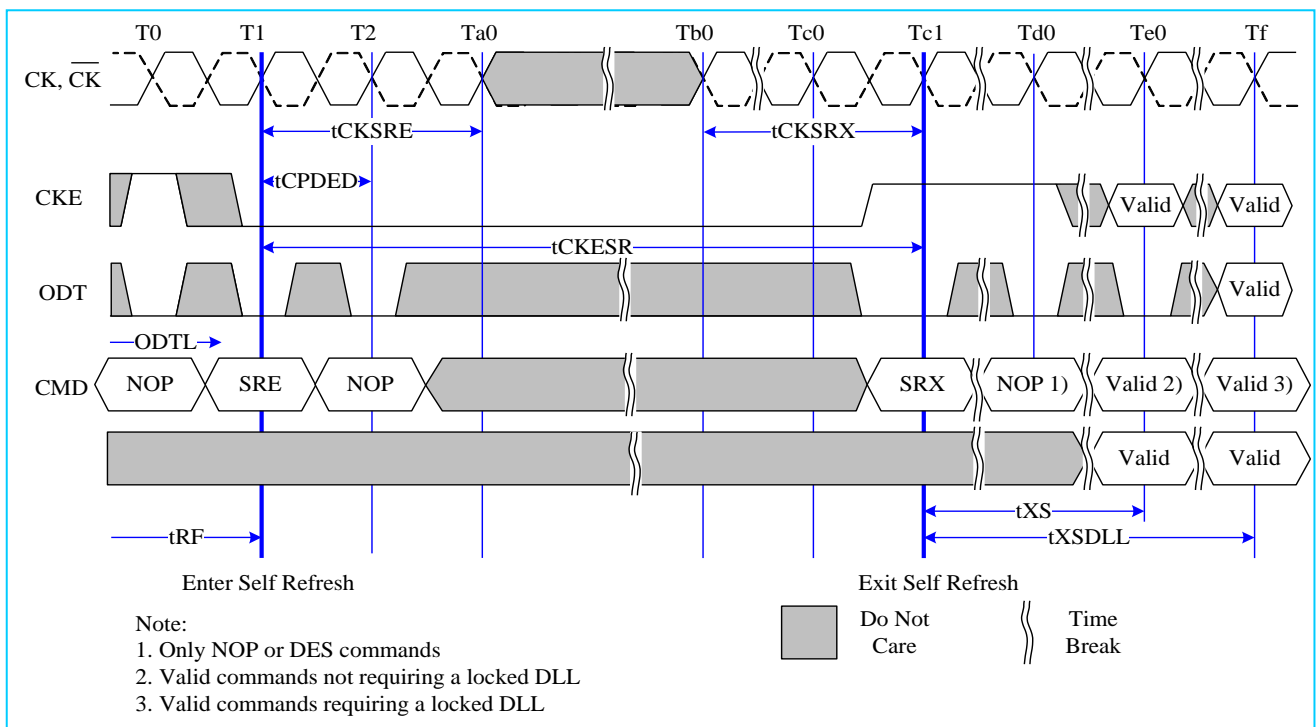 T0 T1 T2 Ta0 Tb0 Tc0 Tc1 Td0 Te0 Tf
CK, CK
tCKSRE tCKSRX
tCPDED
CKE Valid Valid
tCKESR
ODT Valid
ODTL
CMD NOP SRE NOP SRX NOP 1) Valid 2) Valid 3)
Valid Valid
tXS
tRF tXSDLL
Enter Self Refresh Exit Self Refresh
Do Not Care
Time Break
Note:
1. Only NOP or DES commands
2. Valid commands not requiring a locked DLL
3. Valid commands requiring a locked DLL